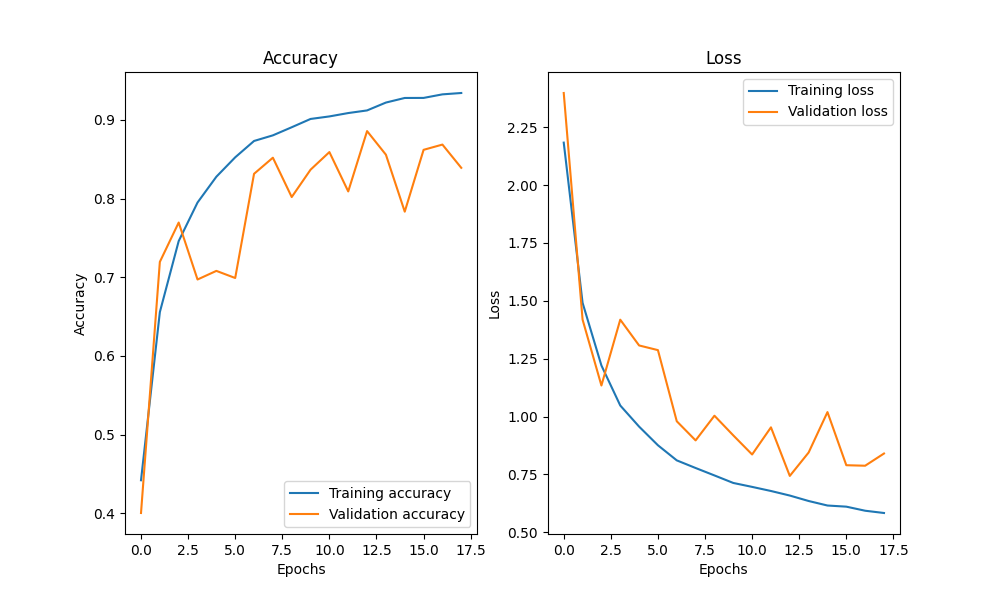 Accuracy
0.9
0.8
0.7
0.6
0.5
0.4
Accuracy
Training accuracy
Validation accuracy
0.0 2.5 5.0 7.5 10.0 12.5 15.0 17.5
Epochs
Loss
Training loss
Validation loss
2.25
2.00
1.75
1.50
1.25
1.00
0.75
0.50
Loss
0.0 2.5 5.0 7.5 10.0 12.5 15.0 17.5
Epochs